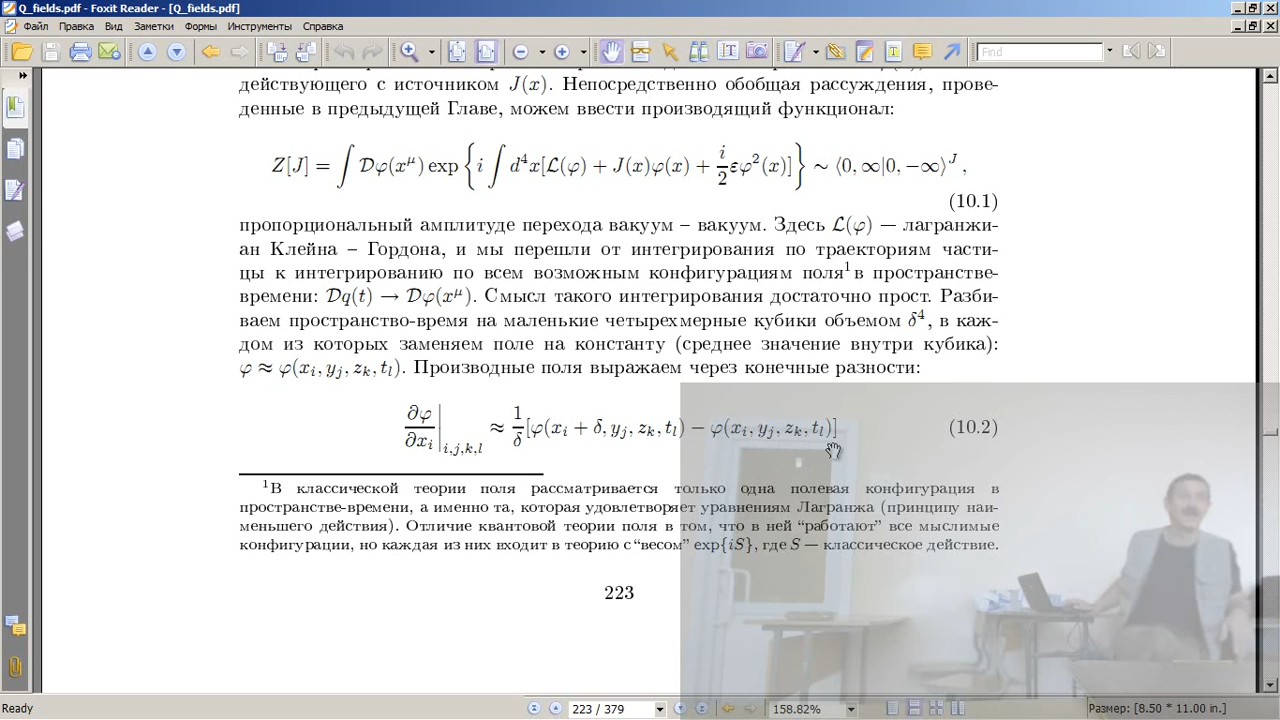 Q_fields.pdf - Foxit Reader - [Q_fields.pdf]
Файл Правка Вид Заметки Формы Инструменты Справка
Find
действующего с источником J(x). Непосредственно обобщая рассуждения, прове-
денные в предыдущей Главе, можем ввести производящий функционал:
Z[J] = ∫ 𝒟φ(x^μ) exp { i ∫ d⁴x[ℒ(φ) + J(x)φ(x) + i/2 εφ²(x)] } ∼ ⟨0, ∞|0, −∞⟩^J ,
(10.1)
пропорциональный амплитуде перехода вакуум – вакуум. Здесь ℒ(φ) — лагранжи-
ан Клейна – Гордона, и мы перешли от интегрирования по траекториям части-
цы к интегрированию по всем возможным конфигурациям поля¹в пространстве-
времени: 𝒟q(t) → 𝒟φ(x^μ). Смысл такого интегрирования достаточно прост. Разби-
ваем пространство-время на маленькие четырехмерные кубики объемом δ⁴, в каж-
дом из которых заменяем поле на константу (среднее значение внутри кубика):
φ ≈ φ(x_i, y_j, z_k, t_l). Производные поля выражаем через конечные разности:
∂φ/∂x_i |_{i,j,k,l} ≈ 1/δ [φ(x_i + δ, y_j, z_k, t_l) − φ(x_i, y_j, z_k, t_l)] (10.2)
¹В классической теории поля рассматривается только одна полевая конфигурация в
пространстве-времени, а именно та, которая удовлетворяет уравнениям Лагранжа (принципу наи-
меньшего действия). Отличие квантовой теории поля в том, что в ней “работают” все мыслимые
конфигурации, но каждая из них входит в теорию с “весом” exp{iS}, где S — классическое действие.
223
Ready 223 / 379 158.82% Размер: [8.50 * 11.00 in.]